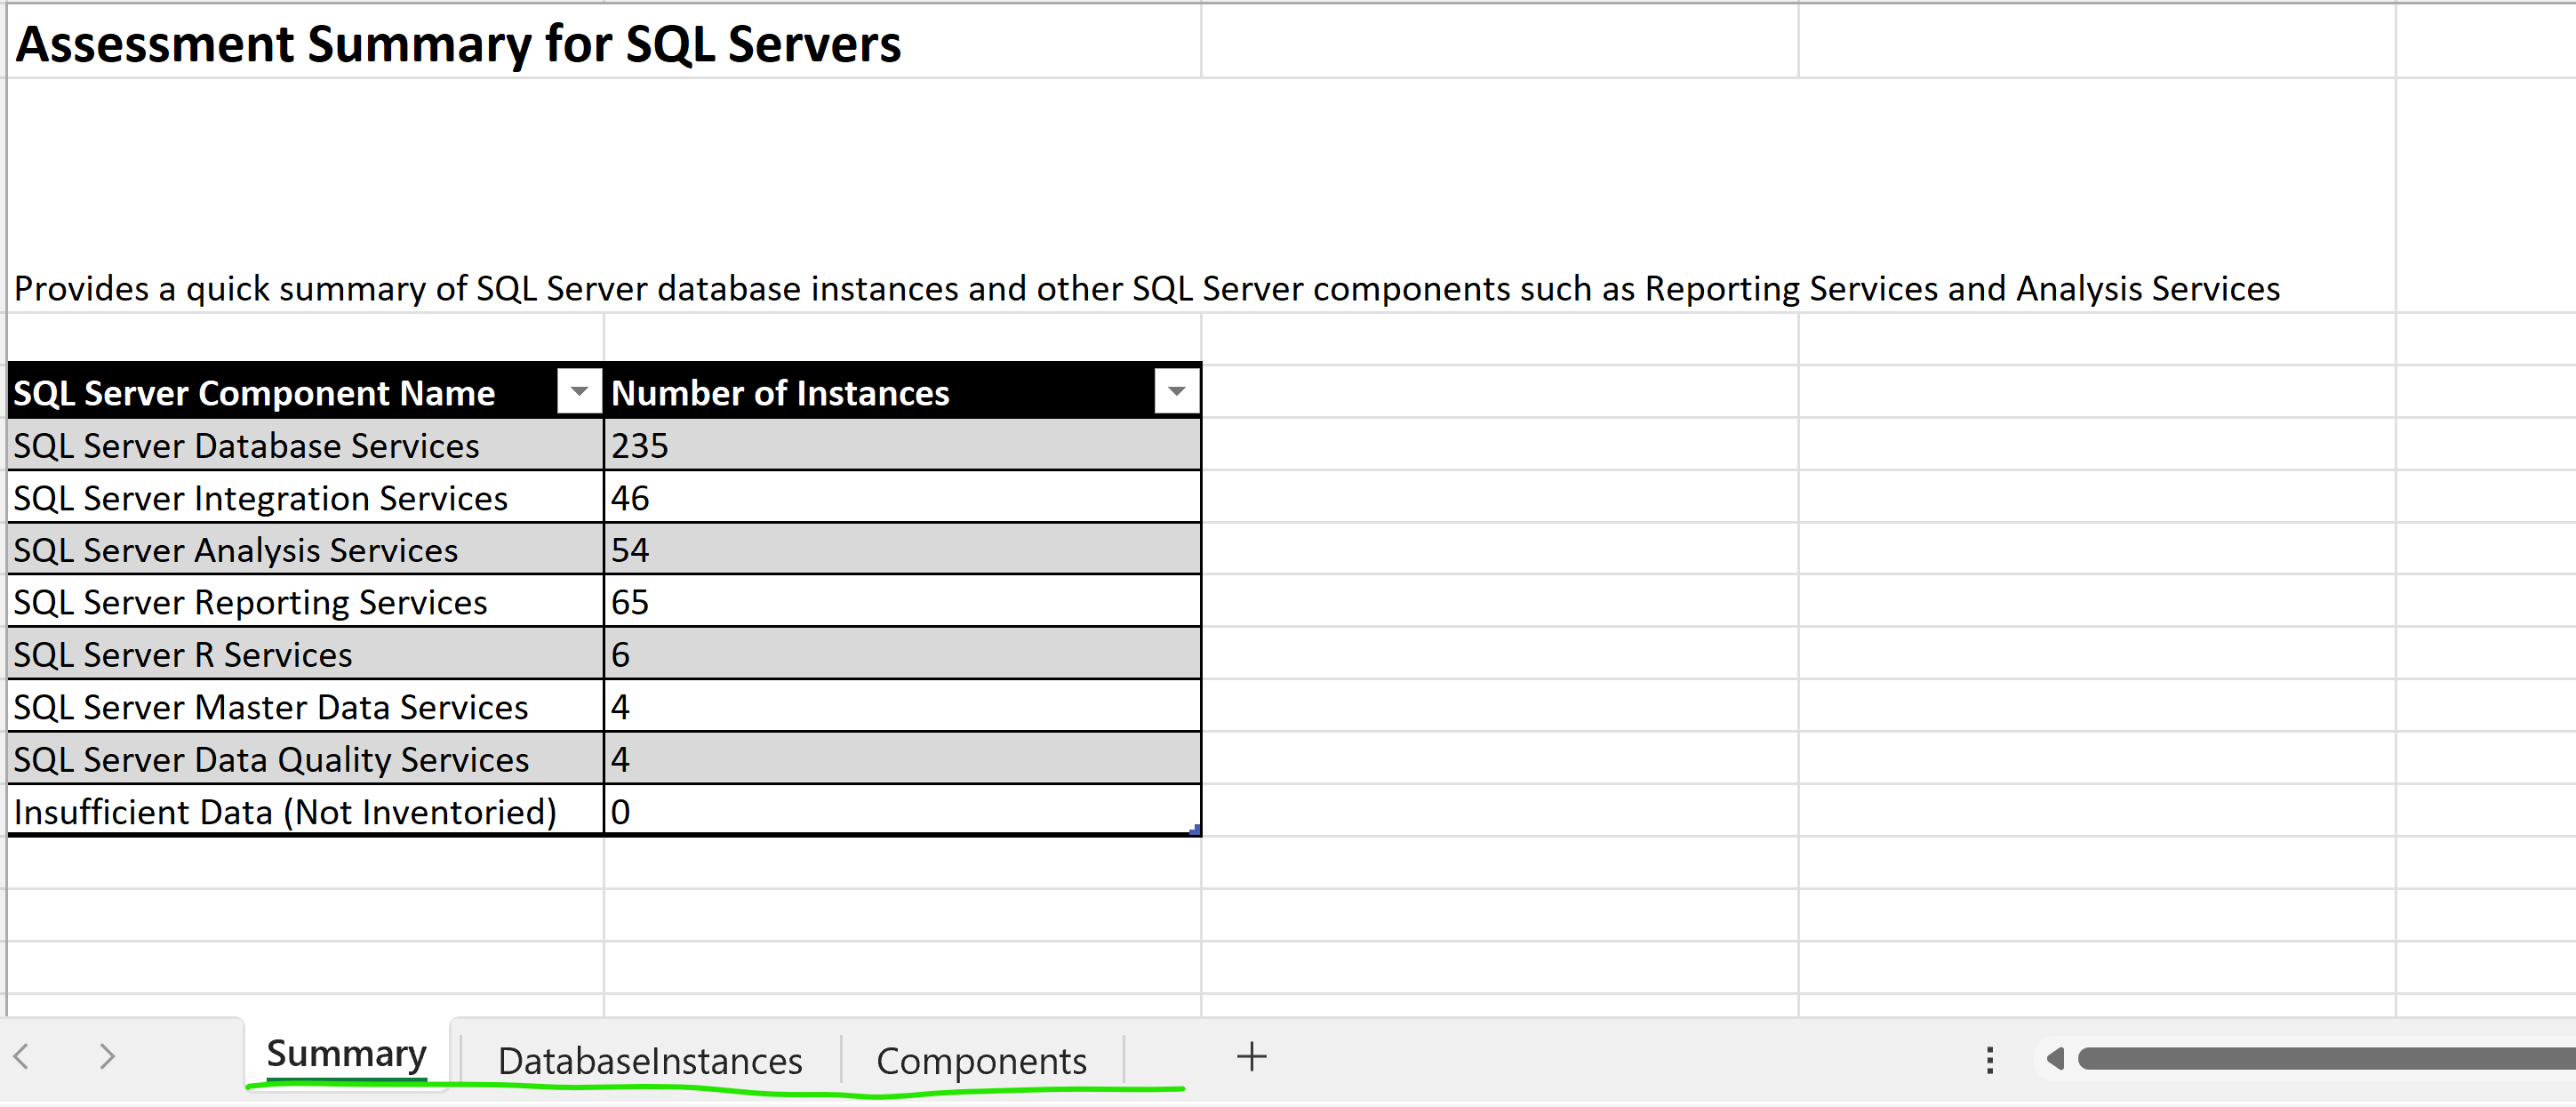 Assessment Summary for SQL Servers
Provides a quick summary of SQL Server database instances and other SQL Server components such as Reporting Services and Analysis Services
SQL Server Component Name Number of Instances
SQL Server Database Services 235
SQL Server Integration Services 46
SQL Server Analysis Services 54
SQL Server Reporting Services 65
SQL Server R Services 6
SQL Server Master Data Services 4
SQL Server Data Quality Services 4
Insufficient Data (Not Inventoried) 0
Summary DatabaseInstances Components +